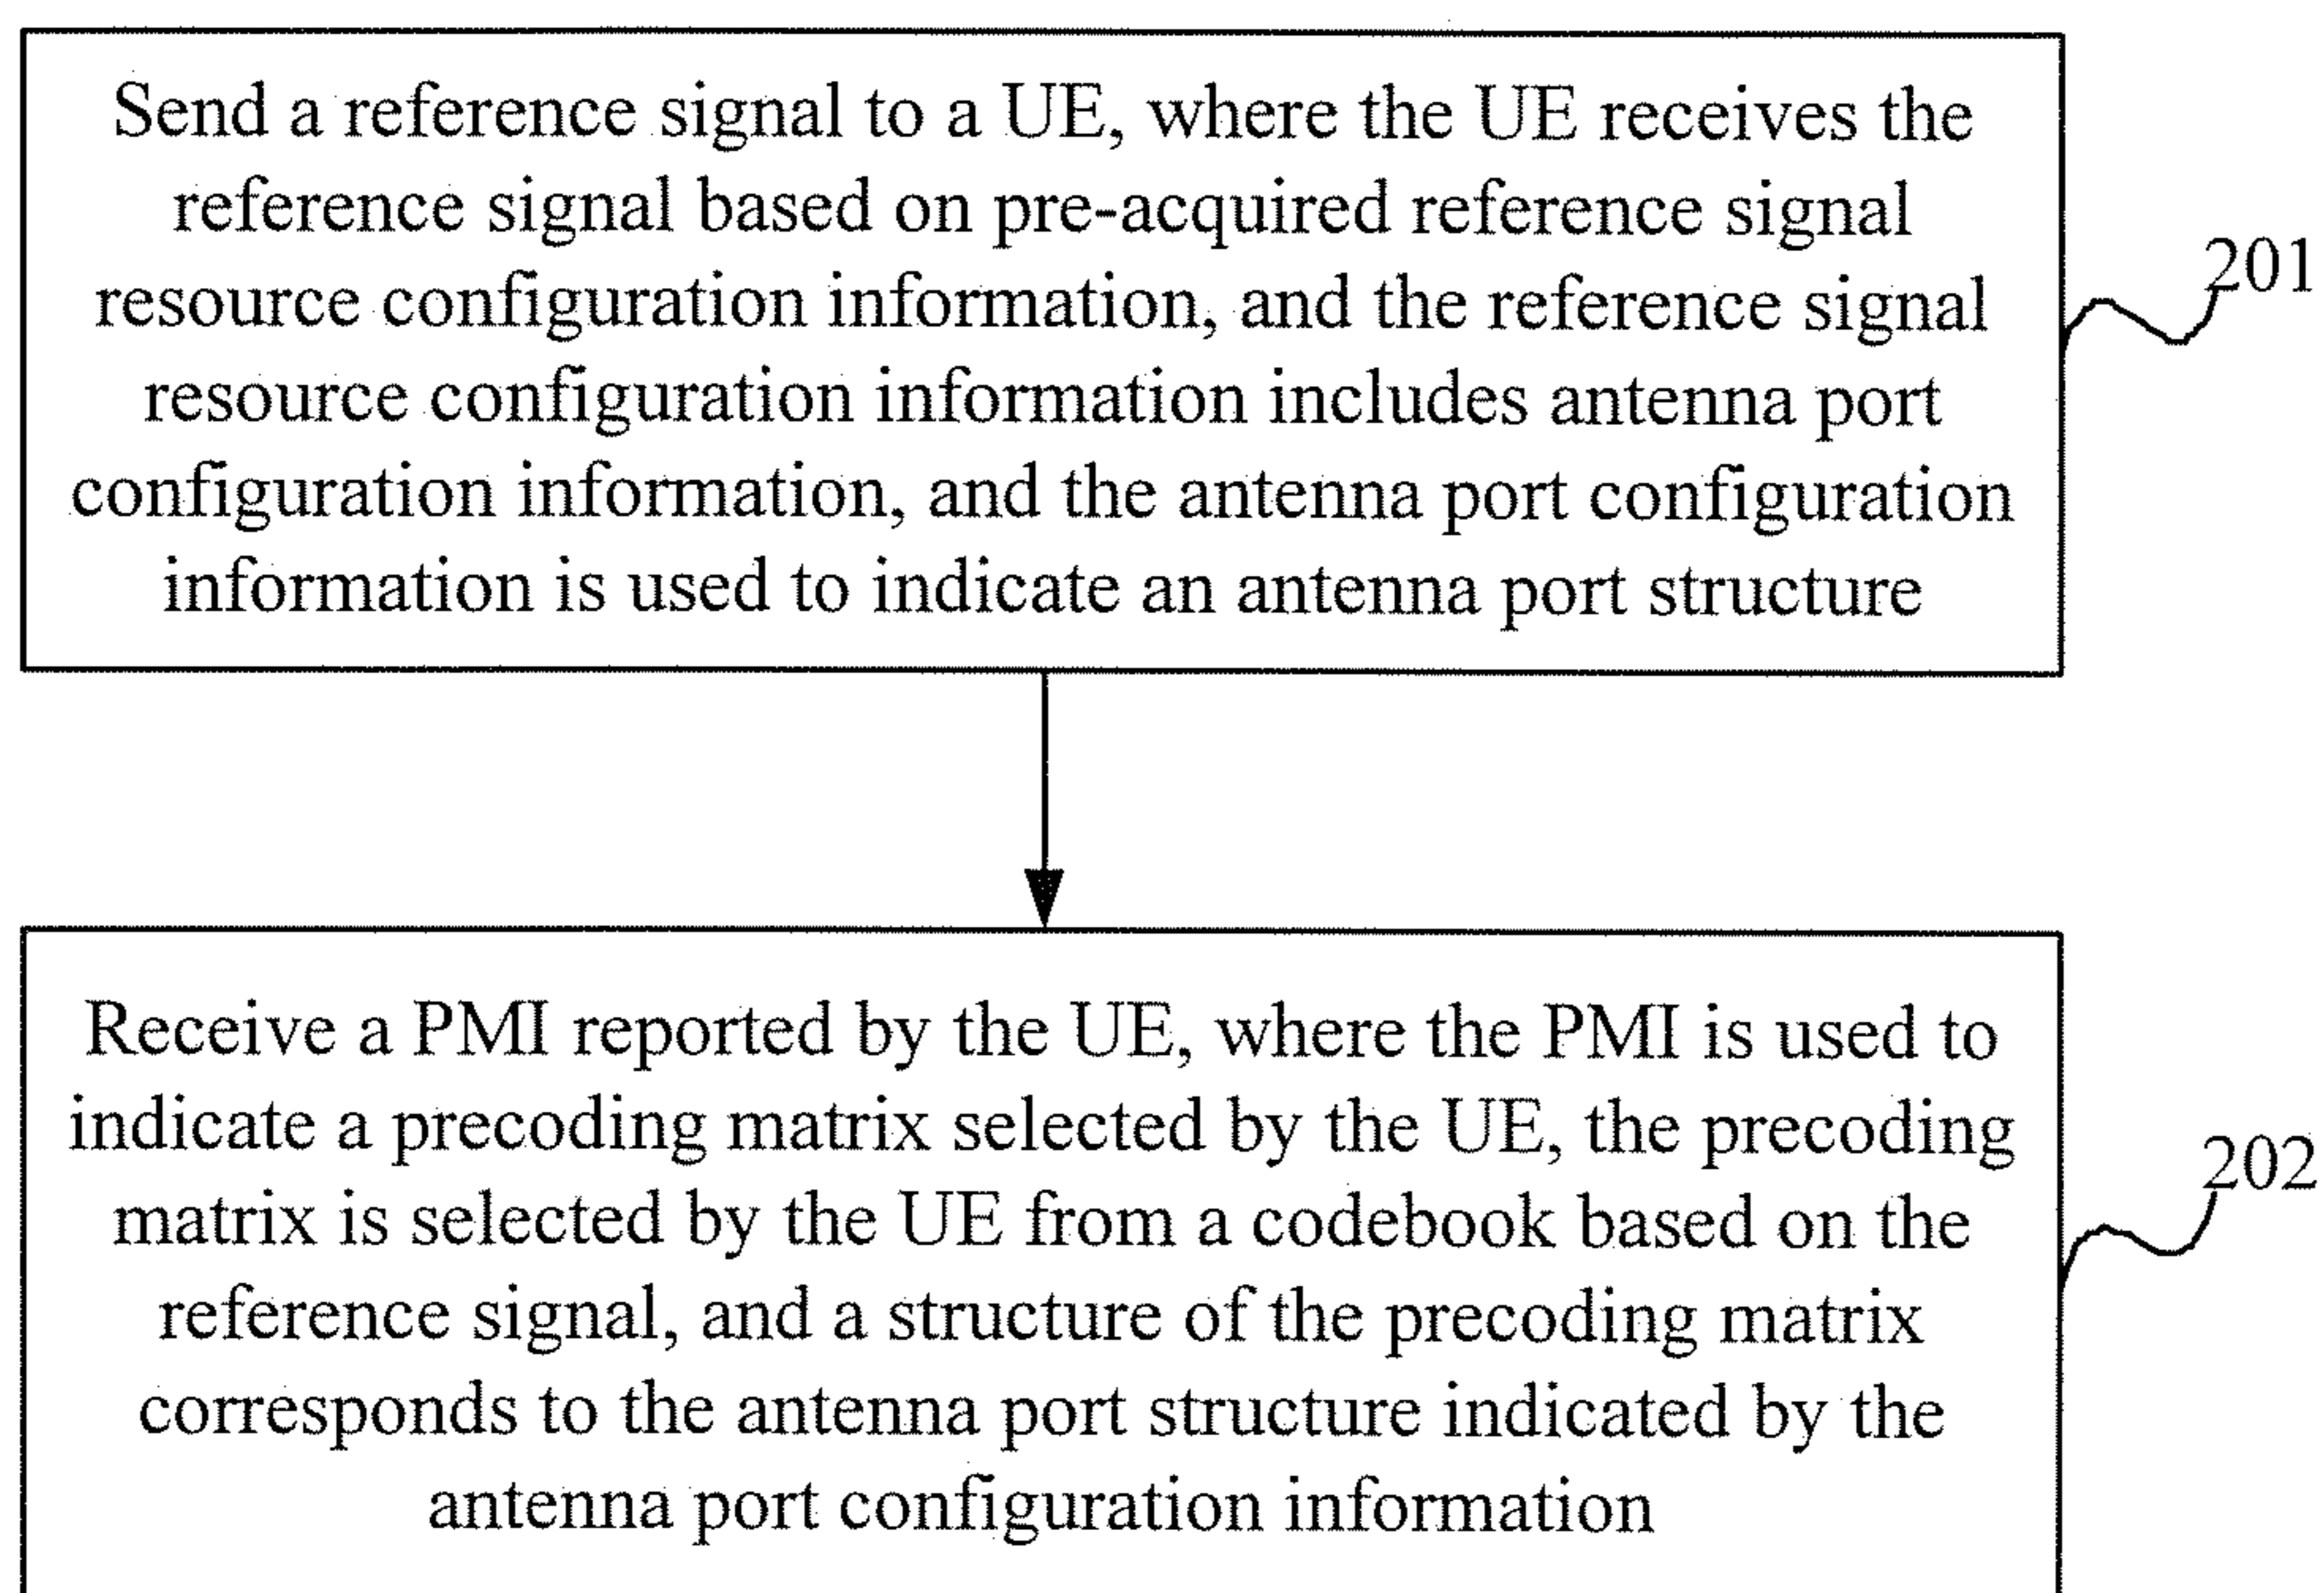 Send a reference signal to a UE, where the UE receives the
reference signal based on pre-acquired reference signal
resource configuration information, and the reference signal
resource configuration information includes antenna port
configuration information, and the antenna port configuration
information is used to indicate an antenna port structure
201
Receive a PMI reported by the UE, where the PMI is used to
indicate a precoding matrix selected by the UE, the precoding
matrix is selected by the UE from a codebook based on the
reference signal, and a structure of the precoding matrix
corresponds to the antenna port structure indicated by the
antenna port configuration information
202